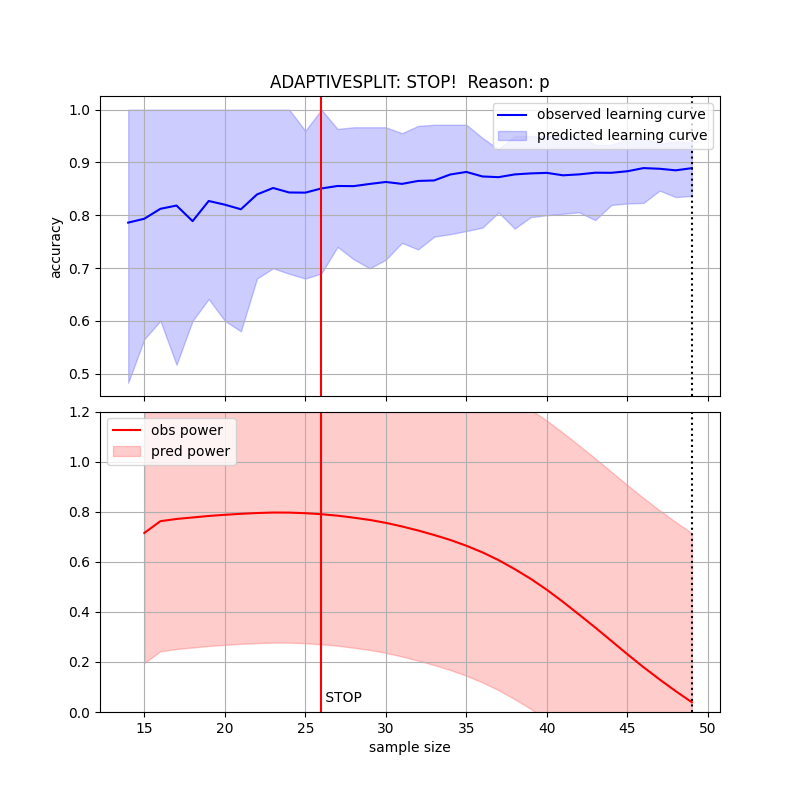 ADAPTIVESPLIT: STOP!  Reason: p
observed learning curve
predicted learning curve
1.0
0.9
0.8
0.7
0.6
0.5
accuracy
obs power
pred power
1.2
1.0
0.8
0.6
0.4
0.2
0.0
STOP
15 20 25 30 35 40 45 50
sample size